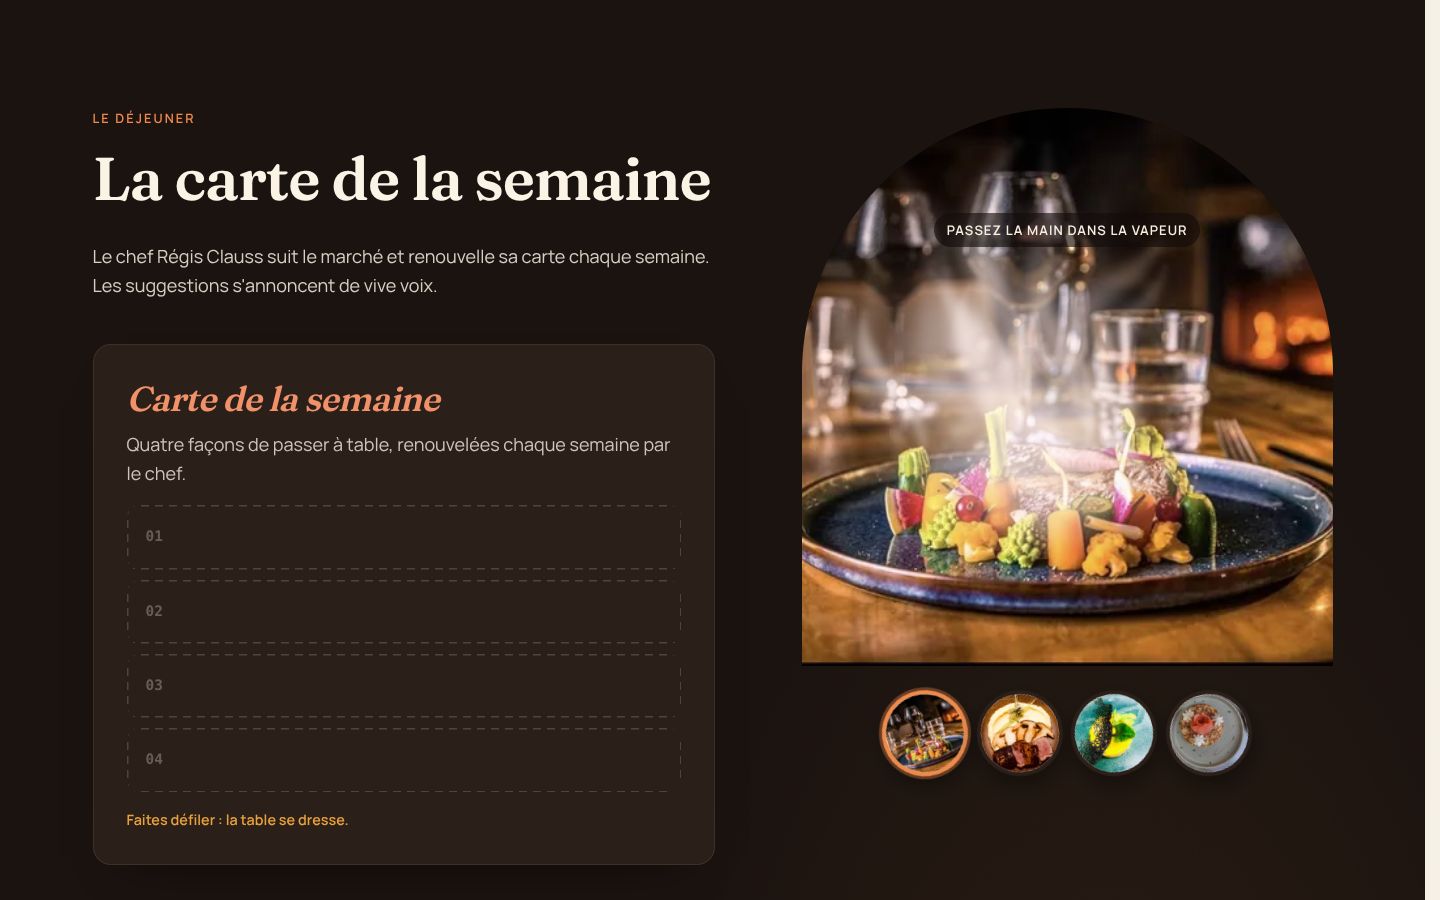 LE DÉJEUNER
La carte de la semaine
Le chef Régis Clauss suit le marché et renouvelle sa carte chaque semaine.
Les suggestions s'annoncent de vive voix.
Carte de la semaine
Quatre façons de passer à table, renouvelées chaque semaine par
le chef.
01
02
03
04
Faites défiler : la table se dresse.
PASSEZ LA MAIN DANS LA VAPEUR